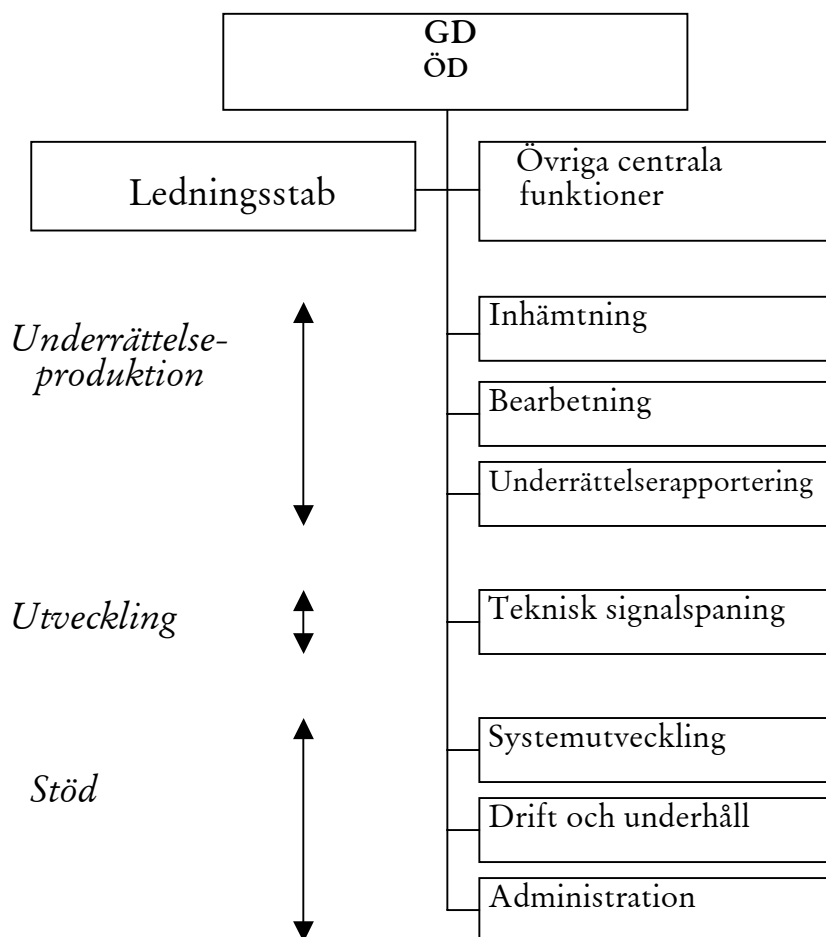 GD
ÖD
Ledningsstab
Övriga centrala
funktioner
Underrättelse-
produktion
Inhämtning
Bearbetning
Underrättelserapportering
Utveckling
Teknisk signalspaning
Stöd
Systemutveckling
Drift och underhåll
Administration